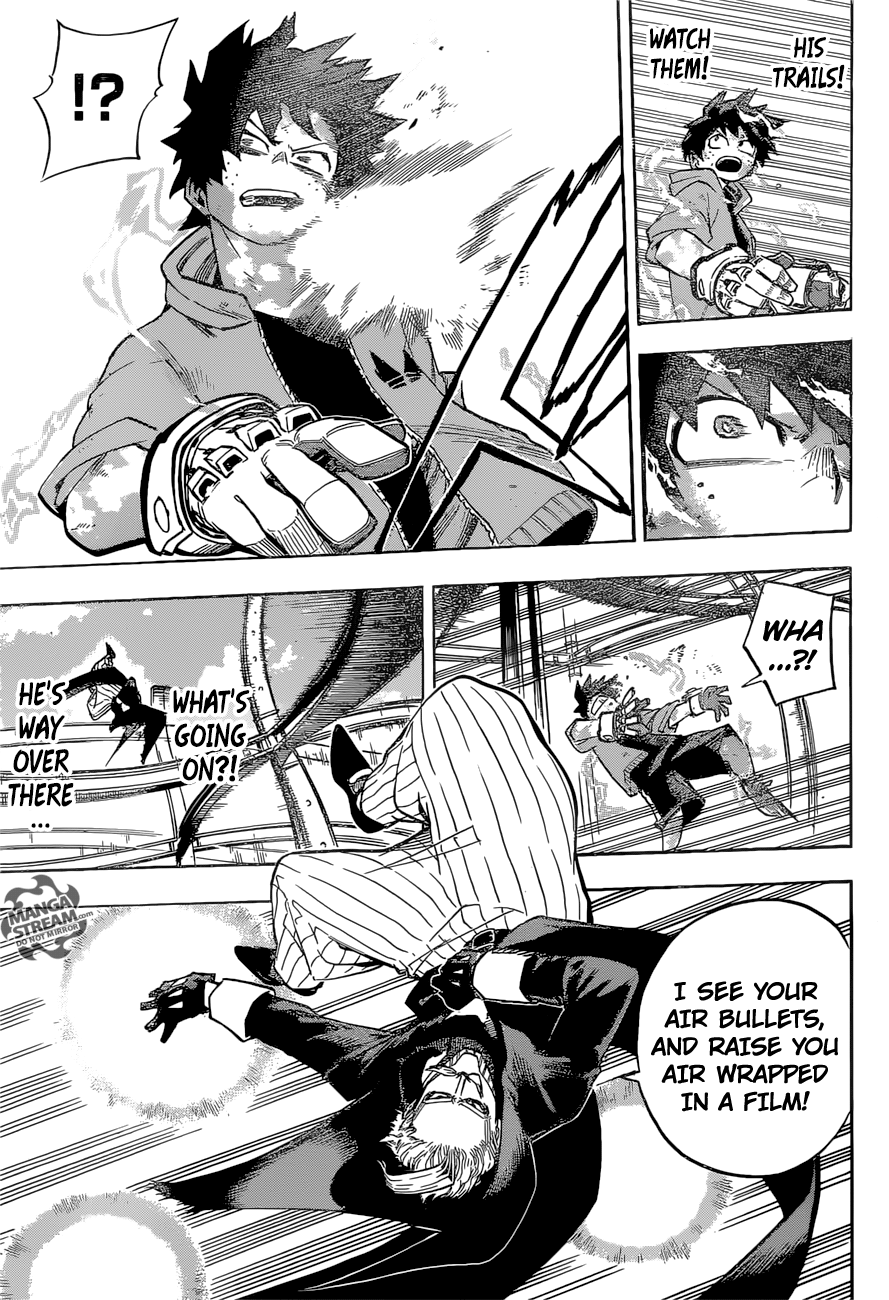 HIS
TRAILS!
WATCH
THEM!
!?
WHA
...?!
WHAT'S
GOING
ON?!
HE'S
WAY
OVER
THERE
...
MANGA
STREAM.com
DO NOT MIRROR!
I SEE YOUR
AIR BULLETS,
AND RAISE YOU
AIR WRAPPED
IN A FILM!